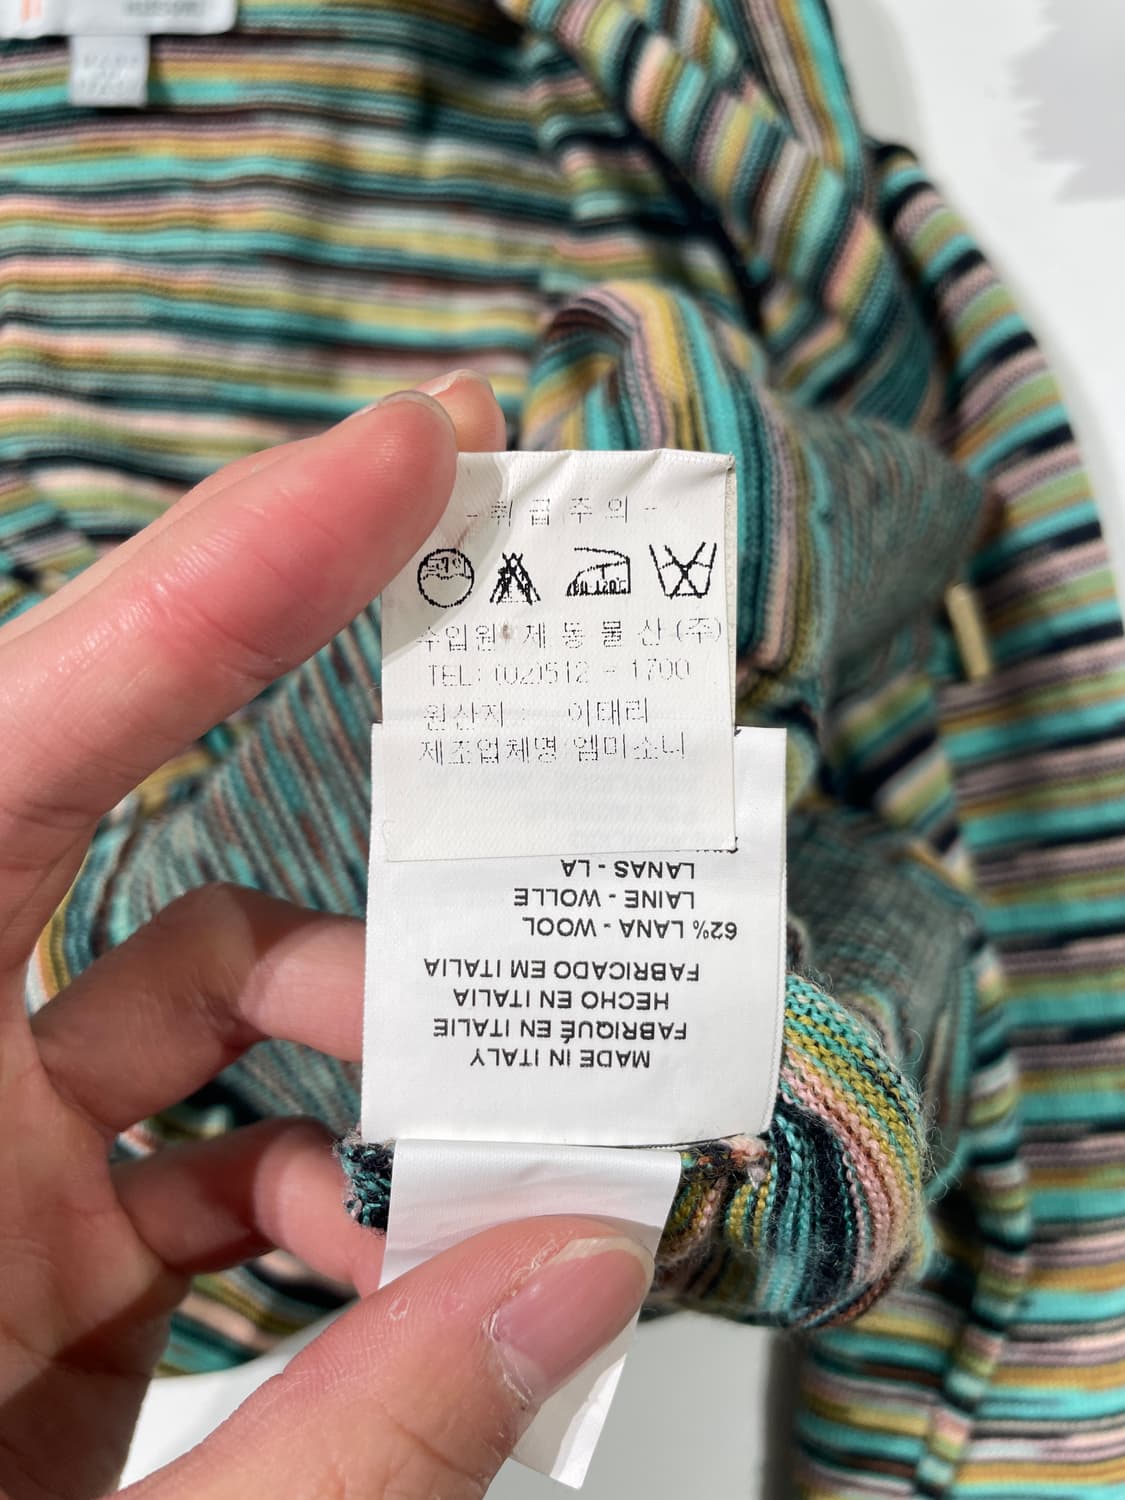 -취급주의-
수입원 제동물산(주)
TEL: (02)512 - 1700
원산지 : 이태리
제조업체명 엠미소니
MADE IN ITALY
FABRIQUÉ EN ITALIE
HECHO EN ITALIA
FABRICADO EM ITALIA
62% LANA - WOOL
LAINE - WOLLE
LANAS - LA